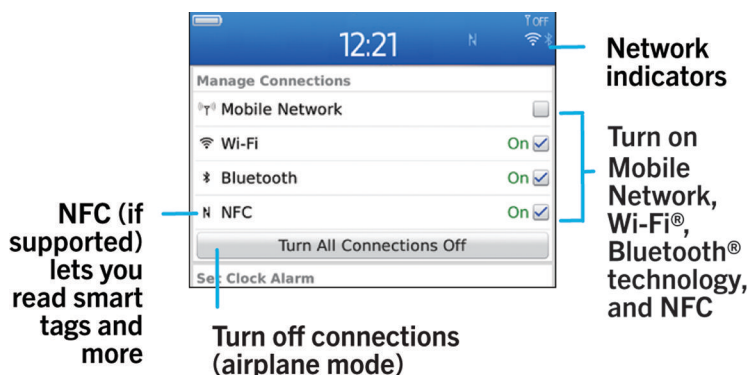 OFF
12:21
Manage Connections
Mobile Network
Wi-Fi On
Bluetooth On
NFC On
Turn All Connections Off
Set Clock Alarm
Network
indicators
Turn on
Mobile
Network,
Wi-Fi®,
Bluetooth®
technology,
and NFC
NFC (if
supported)
lets you
read smart
tags and
more
Turn off connections
(airplane mode)